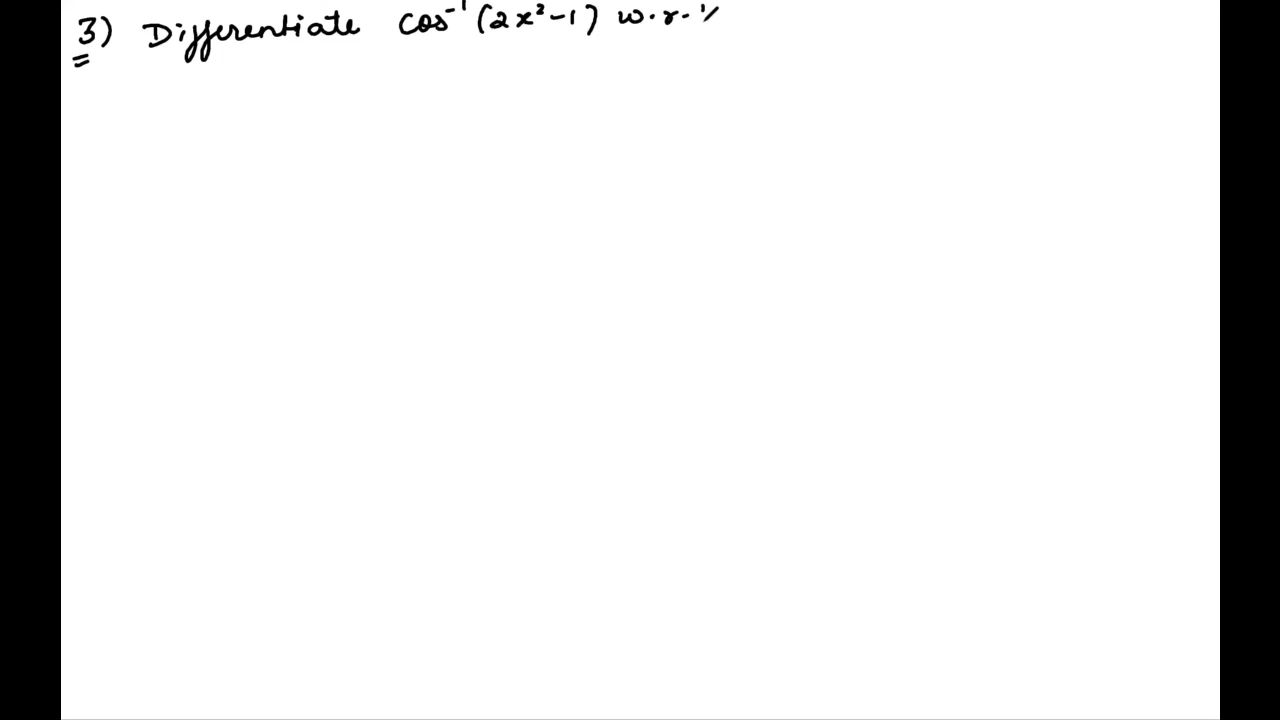 3) Differentiate cos⁻¹ (2x²-1) w.r.